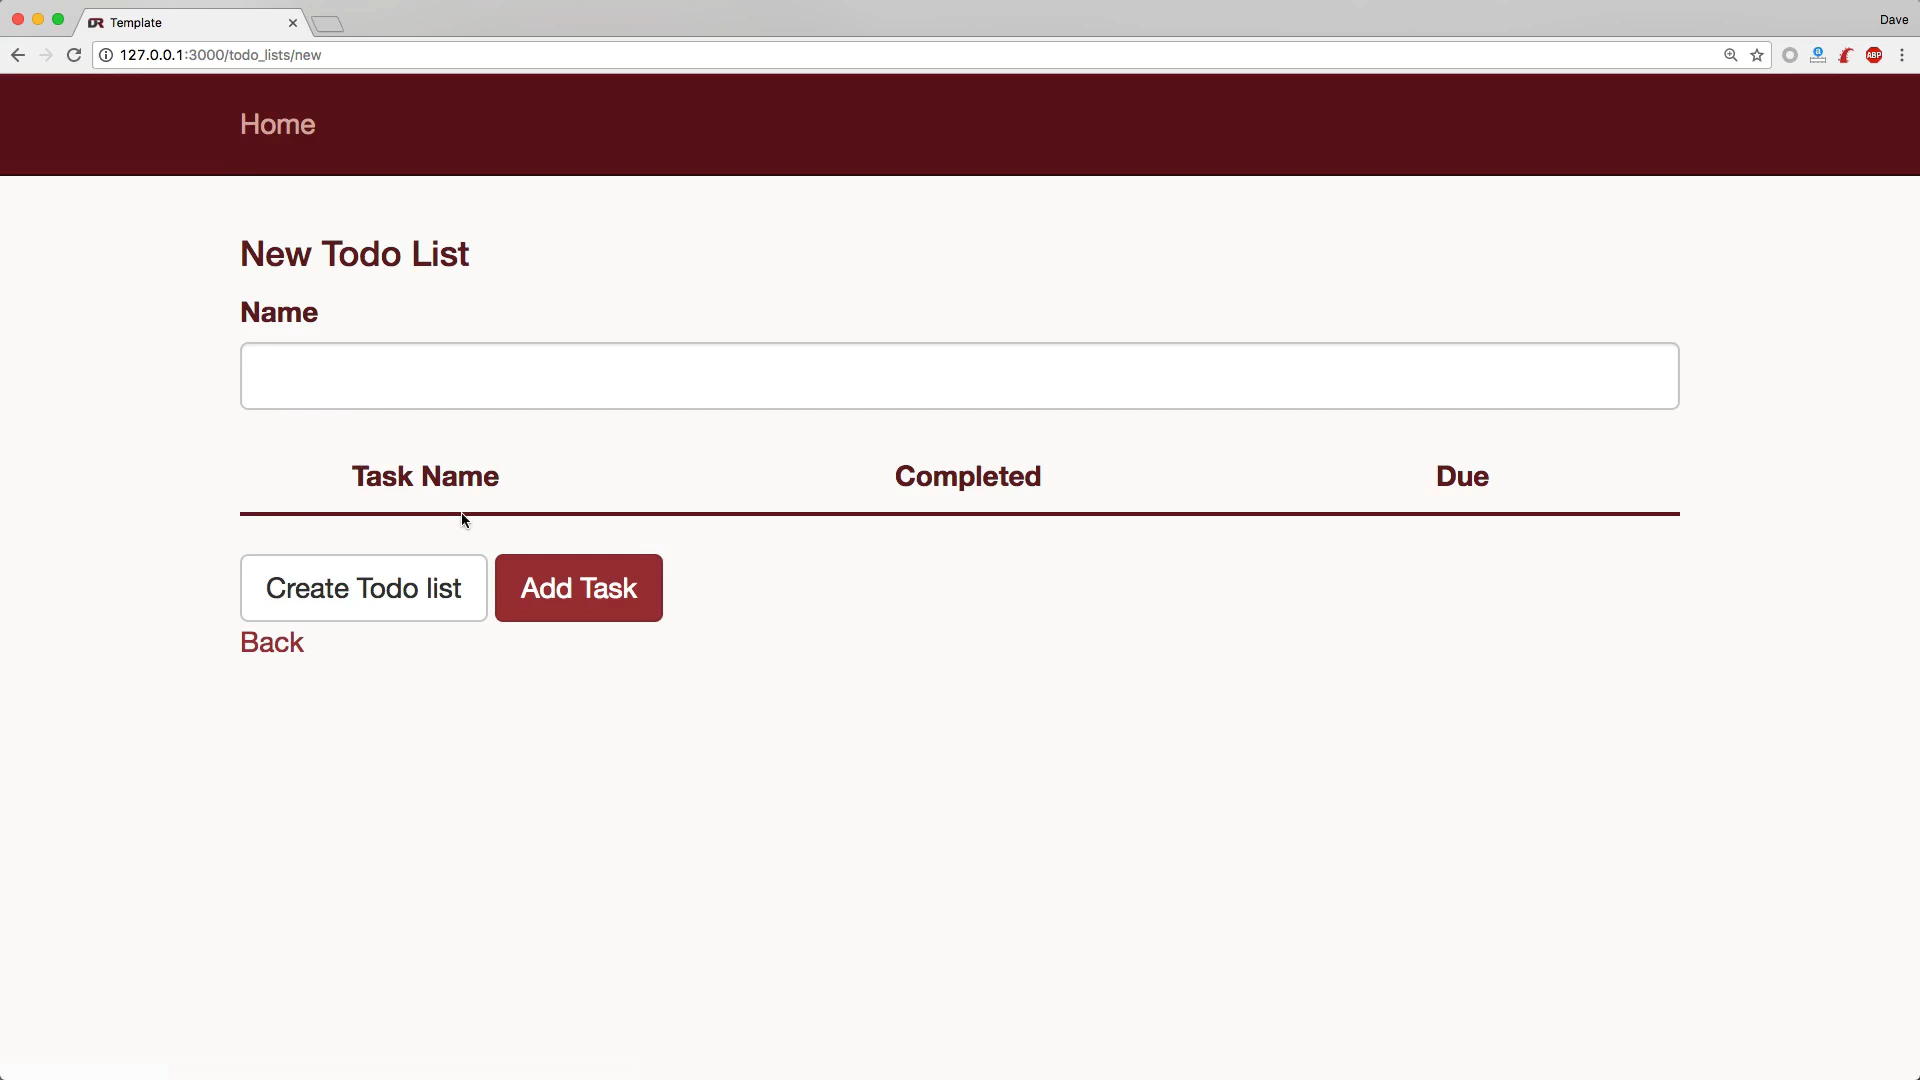 Template
Dave
127.0.0.1:3000/todo_lists/new
ABP
Home
New Todo List
Name
Task Name Completed Due
Create Todo list Add Task
Back